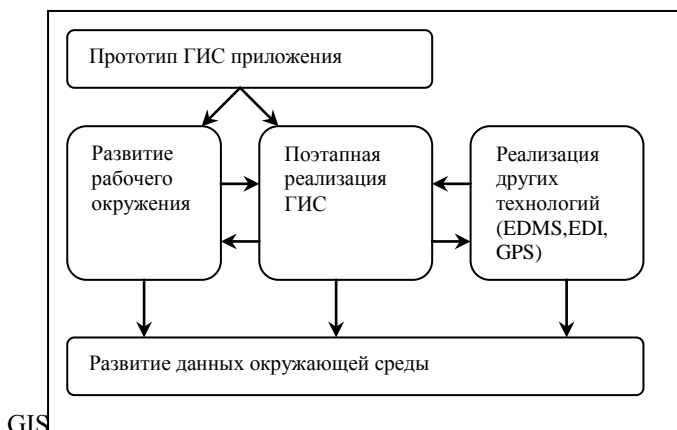 Прототип ГИС приложения
Развитие
рабочего
окружения
Поэтапная
реализация
ГИС
Реализация
других
технологий
(EDMS,EDI,
GPS)
Развитие данных окружающей среды
GIS